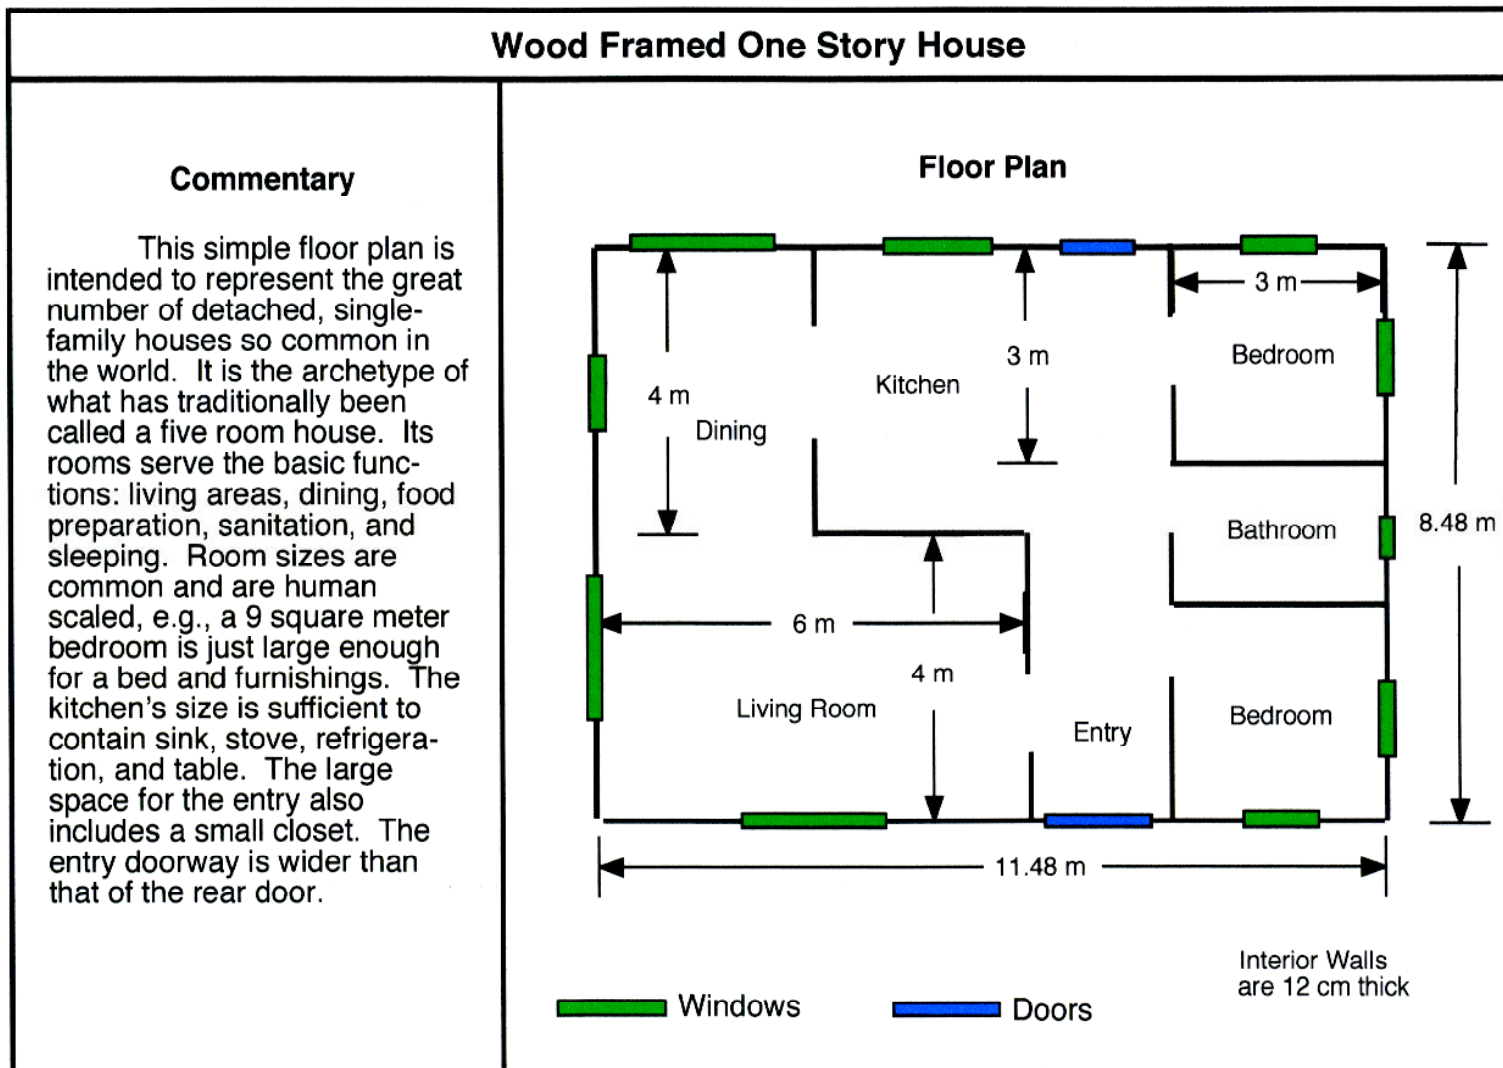 Wood Framed One Story House
Commentary
This simple floor plan is
intended to represent the great
number of detached, single-
family houses so common in
the world. It is the archetype of
what has traditionally been
called a five room house. Its
rooms serve the basic func-
tions: living areas, dining, food
preparation, sanitation, and
sleeping. Room sizes are
common and are human
scaled, e.g., a 9 square meter
bedroom is just large enough
for a bed and furnishings. The
kitchen's size is sufficient to
contain sink, stove, refrigera-
tion, and table. The large
space for the entry also
includes a small closet. The
entry doorway is wider than
that of the rear door.
Floor Plan
3 m
Bedroom
3 m
Kitchen
4 m
Dining
Bathroom
8.48 m
6 m
4 m
Living Room
Bedroom
Entry
11.48 m
Interior Walls
are 12 cm thick
Windows
Doors